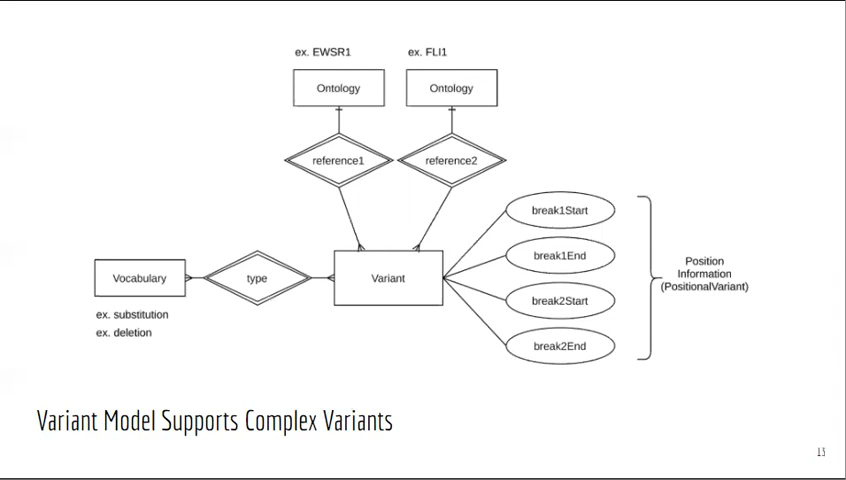 ex. EWSR1
ex. FLI1
Ontology
Ontology
reference1
reference2
break1Start
break1End
break2Start
break2End
Position
Information
(PositionalVariant)
Vocabulary
type
Variant
ex. substitution
ex. deletion
Variant Model Supports Complex Variants
13